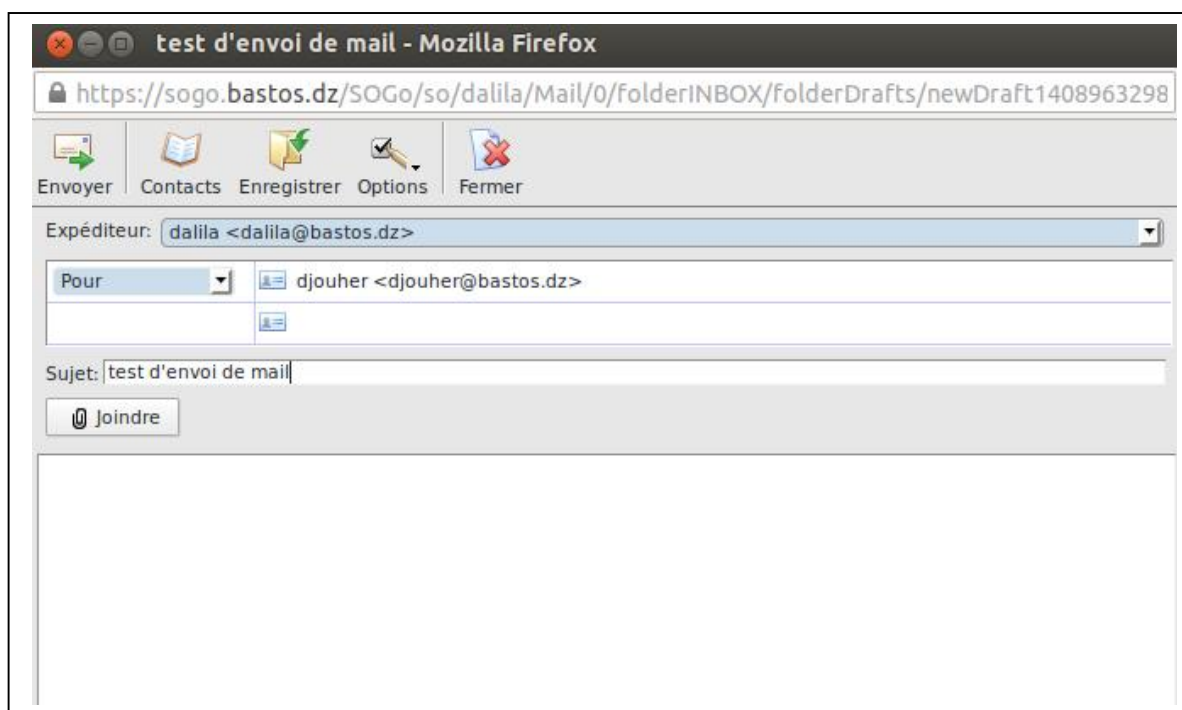 test d'envoi de mail - Mozilla Firefox
https://sogo.bastos.dz/SOGo/so/dalila/Mail/0/folderINBOX/folderDrafts/newDraft1408963298
Envoyer Contacts Enregistrer Options Fermer
Expéditeur: dalila <dalila@bastos.dz>
Pour djouher <djouher@bastos.dz>
Sujet: test d'envoi de mail
Joindre